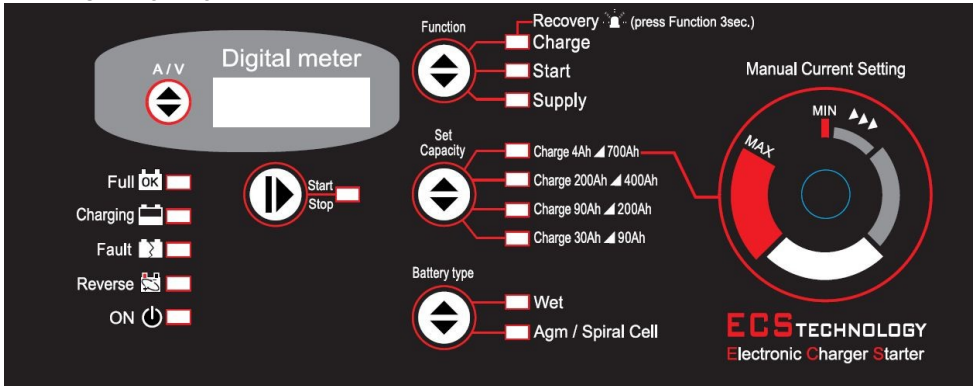 A / V
Digital meter
Full OK
Charging
Fault
Reverse
ON
Start
Stop
Function
Recovery (press Function 3sec.)
Charge
Start
Supply
Set
Capacity
Charge 4Ah 700Ah
Charge 200Ah 400Ah
Charge 90Ah 200Ah
Charge 30Ah 90Ah
Battery type
Wet
Agm / Spiral Cell
Manual Current Setting
MIN
MAX
ECS TECHNOLOGY
Electronic Charger Starter